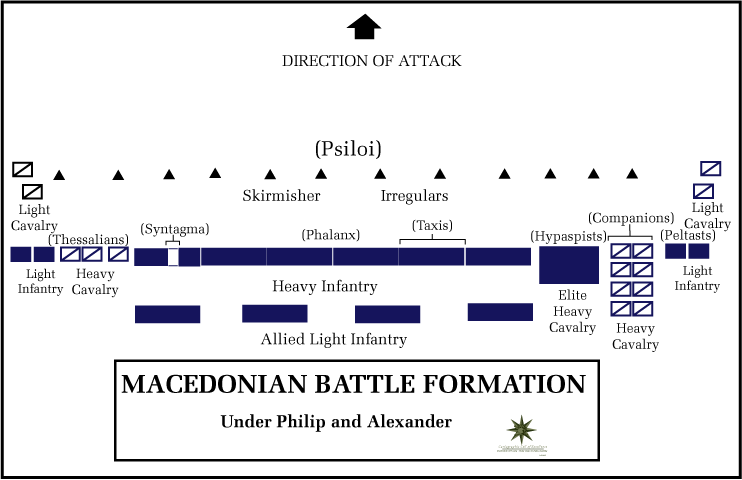 DIRECTION OF ATTACK
(Psiloi)
Skirmisher
Irregulars
Light
Cavalry
Light
Cavalry
(Thessalians)
(Syntagma)
(Phalanx)
(Taxis)
(Hypaspists)
(Companions)
(Peltasts)
Light
Infantry
Heavy
Cavalry
Heavy Infantry
Elite
Heavy
Cavalry
Heavy
Cavalry
Light
Infantry
Allied Light Infantry
MACEDONIAN BATTLE FORMATION
Under Philip and Alexander